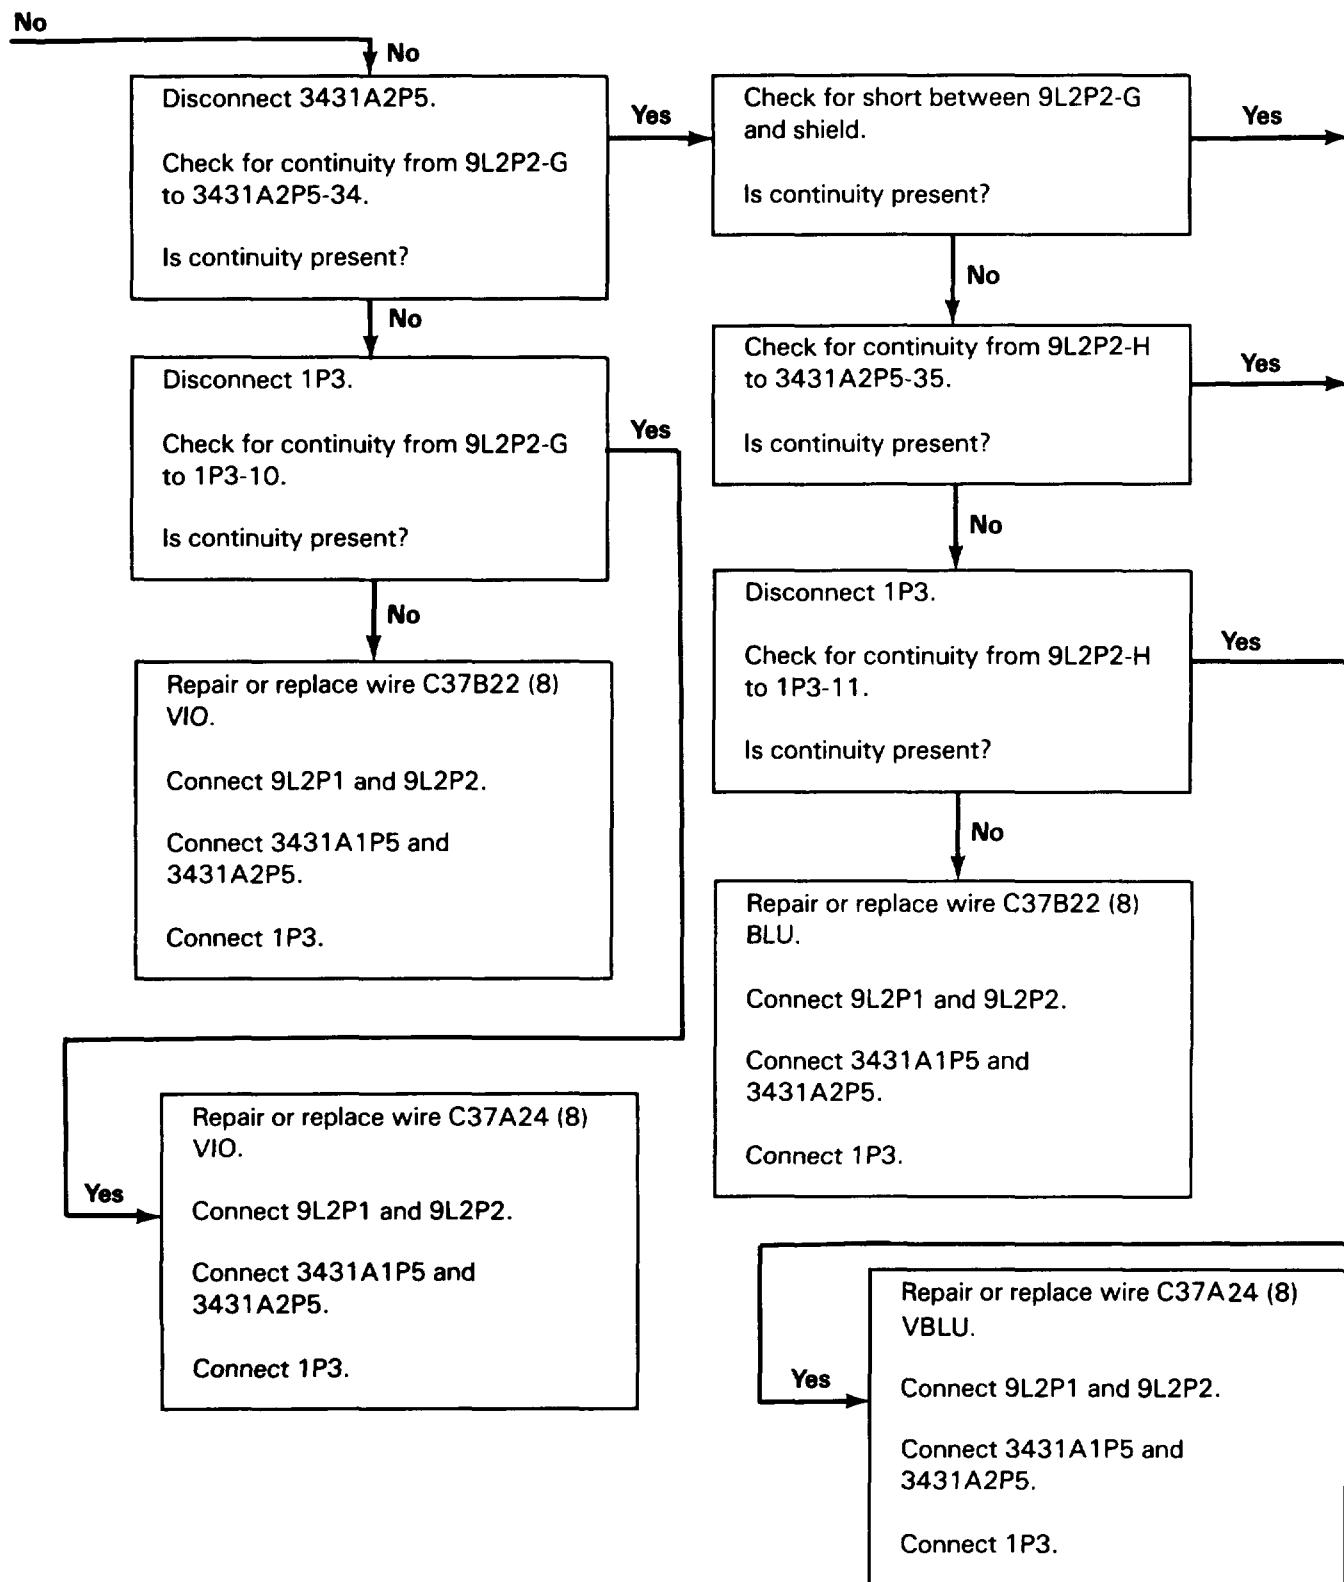 No
No
Disconnect 3431A2P5.
Check for continuity from 9L2P2-G
to 3431A2P5-34.
Is continuity present?
Yes
Check for short between 9L2P2-G
and shield.
Is continuity present?
Yes
No
No
Disconnect 1P3.
Check for continuity from 9L2P2-G
to 1P3-10.
Is continuity present?
Yes
Check for continuity from 9L2P2-H
to 3431A2P5-35.
Is continuity present?
Yes
No
No
Disconnect 1P3.
Check for continuity from 9L2P2-H
to 1P3-11.
Is continuity present?
Yes
Repair or replace wire C37B22 (8)
VIO.
Connect 9L2P1 and 9L2P2.
Connect 3431A1P5 and
3431A2P5.
Connect 1P3.
No
Repair or replace wire C37B22 (8)
BLU.
Connect 9L2P1 and 9L2P2.
Connect 3431A1P5 and
3431A2P5.
Connect 1P3.
Yes
Repair or replace wire C37A24 (8)
VIO.
Connect 9L2P1 and 9L2P2.
Connect 3431A1P5 and
3431A2P5.
Connect 1P3.
Yes
Repair or replace wire C37A24 (8)
VBLU.
Connect 9L2P1 and 9L2P2.
Connect 3431A1P5 and
3431A2P5.
Connect 1P3.